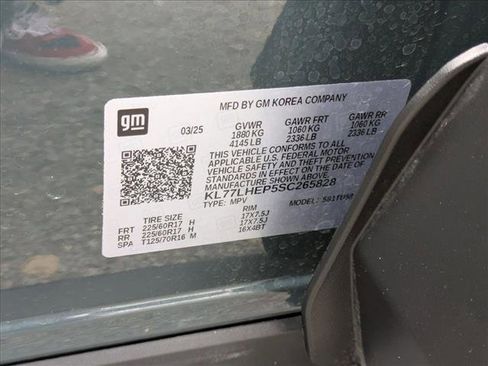 gm
MFD BY GM KOREA COMPANY
03/25 GVWR GAWR FRT GAWR RR
1880 KG 1060 KG 1060 KG
4145 LB 2336 LB 2336 LB
THIS VEHICLE CONFORMS TO ALL
APPLICABLE U.S. FEDERAL MOTOR
VEHICLE SAFETY AND THEFT PREVENTION
STANDARDS IN EFFECT ON THE DATE OF
MANUFACTURE SHOWN ABOVE.
KL77LHEP5SC265828
TYPE: MPV
TIRE SIZE RIM
FRT 225/60R17 H 17X7.5J
RR 225/60R17 H 17X7.5J
SPA T125/70R16 M 16X4BT